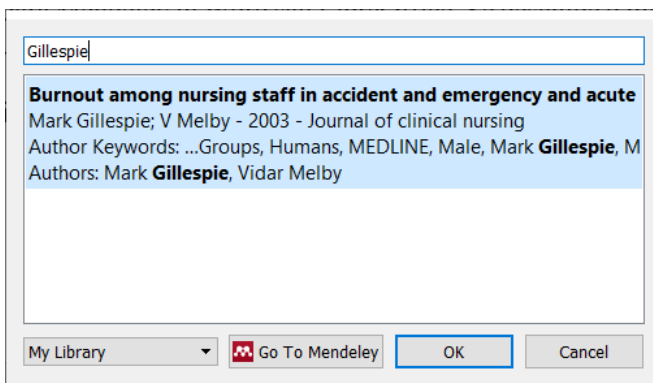 Gillespie
Burnout among nursing staff in accident and emergency and acute
Mark Gillespie; V Melby - 2003 - Journal of clinical nursing
Author Keywords: ...Groups, Humans, MEDLINE, Male, Mark Gillespie, M
Authors: Mark Gillespie, Vidar Melby
My Library
Go To Mendeley
OK
Cancel